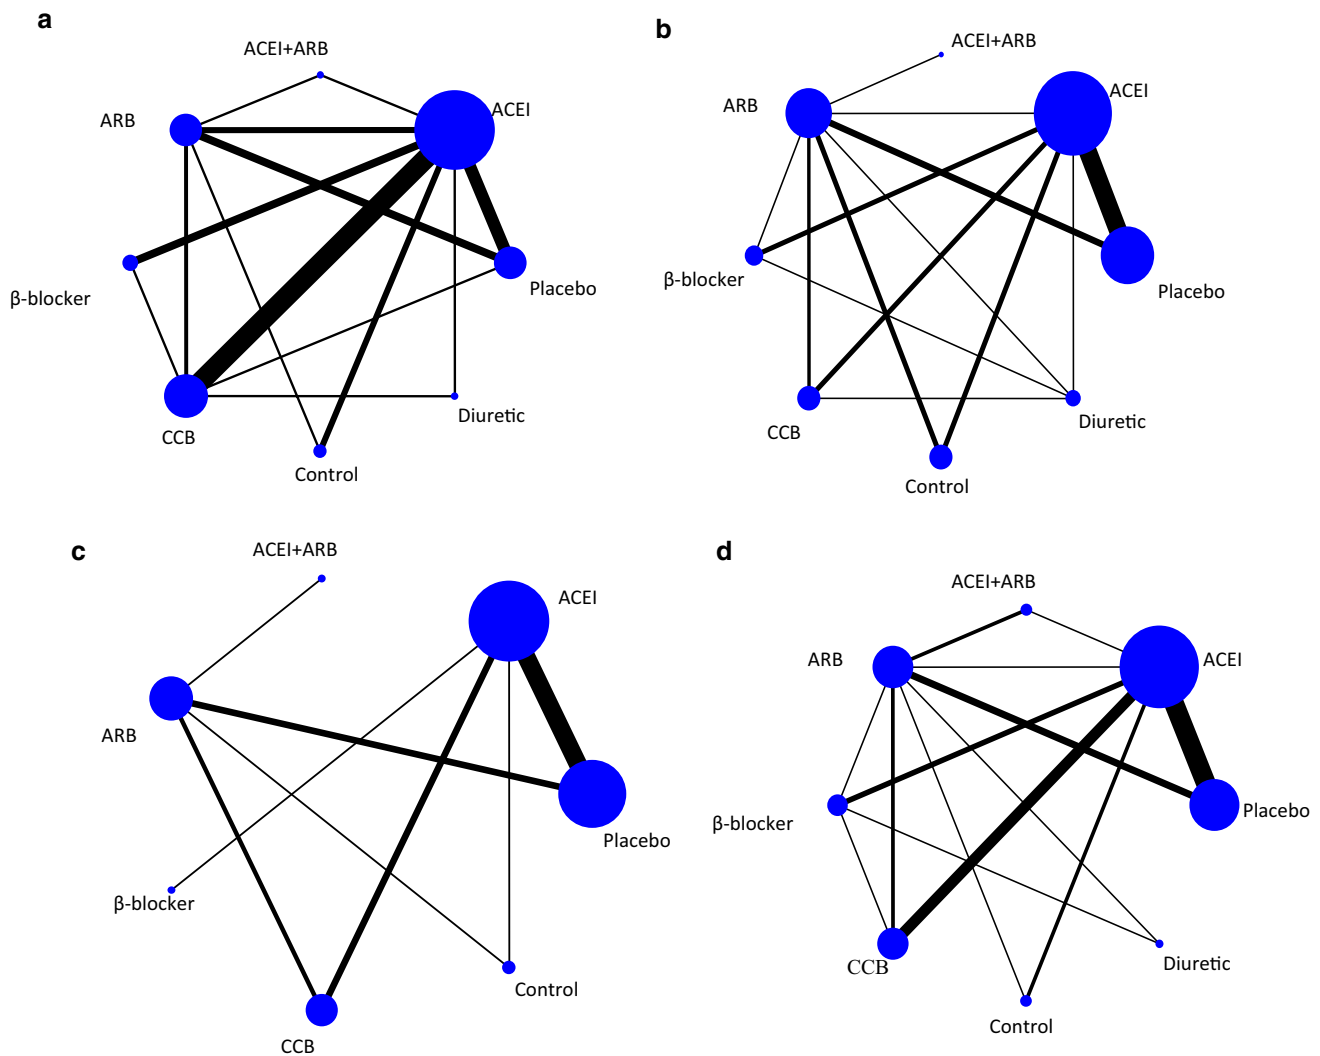 a
ACEI+ARB
ARB
ACEI
β-blocker
Placebo
CCB
Diuretic
Control
b
ACEI+ARB
ARB
ACEI
β-blocker
Placebo
CCB
Diuretic
Control
c
ACEI+ARB
ACEI
ARB
Placebo
β-blocker
Control
CCB
d
ACEI+ARB
ARB
ACEI
β-blocker
Placebo
CCB
Diuretic
Control